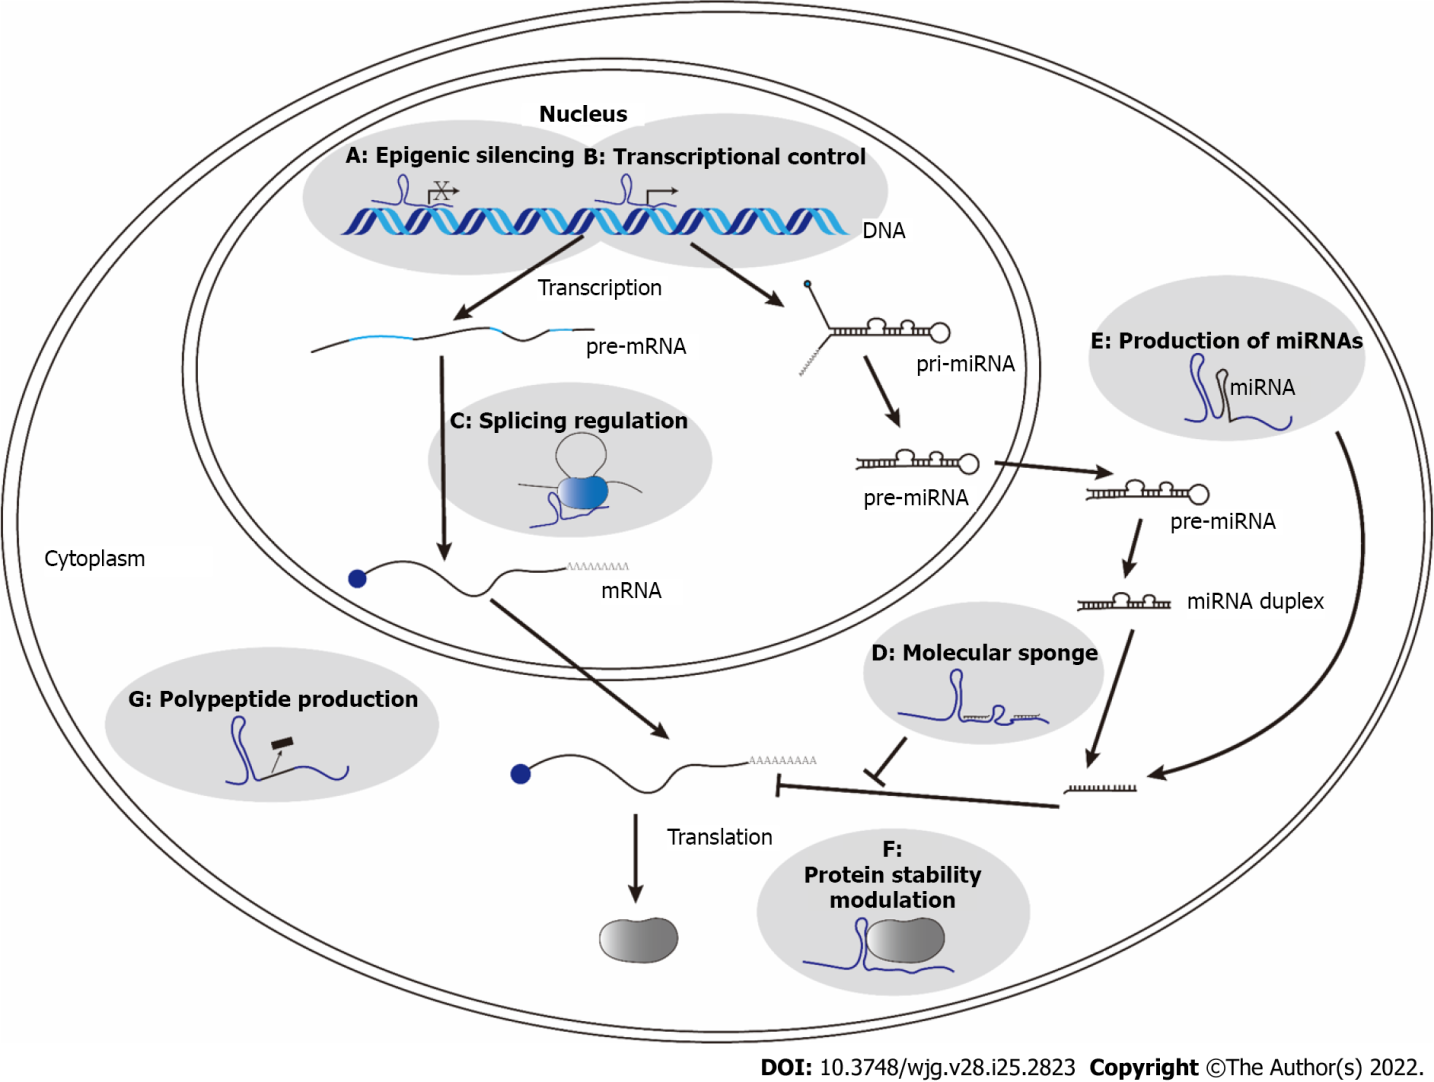 Nucleus
A: Epigenic silencing
B: Transcriptional control
X
DNA
Transcription
pre-mRNA
pri-miRNA
E: Production of miRNAs
miRNA
C: Splicing regulation
pre-miRNA
pre-miRNA
Cytoplasm
AAAAAAAAA
mRNA
miRNA duplex
D: Molecular sponge
G: Polypeptide production
AAAAAAAAA
Translation
F:
Protein stability
modulation
DOI: 10.3748/wjg.v28.i25.2823 Copyright ©The Author(s) 2022.